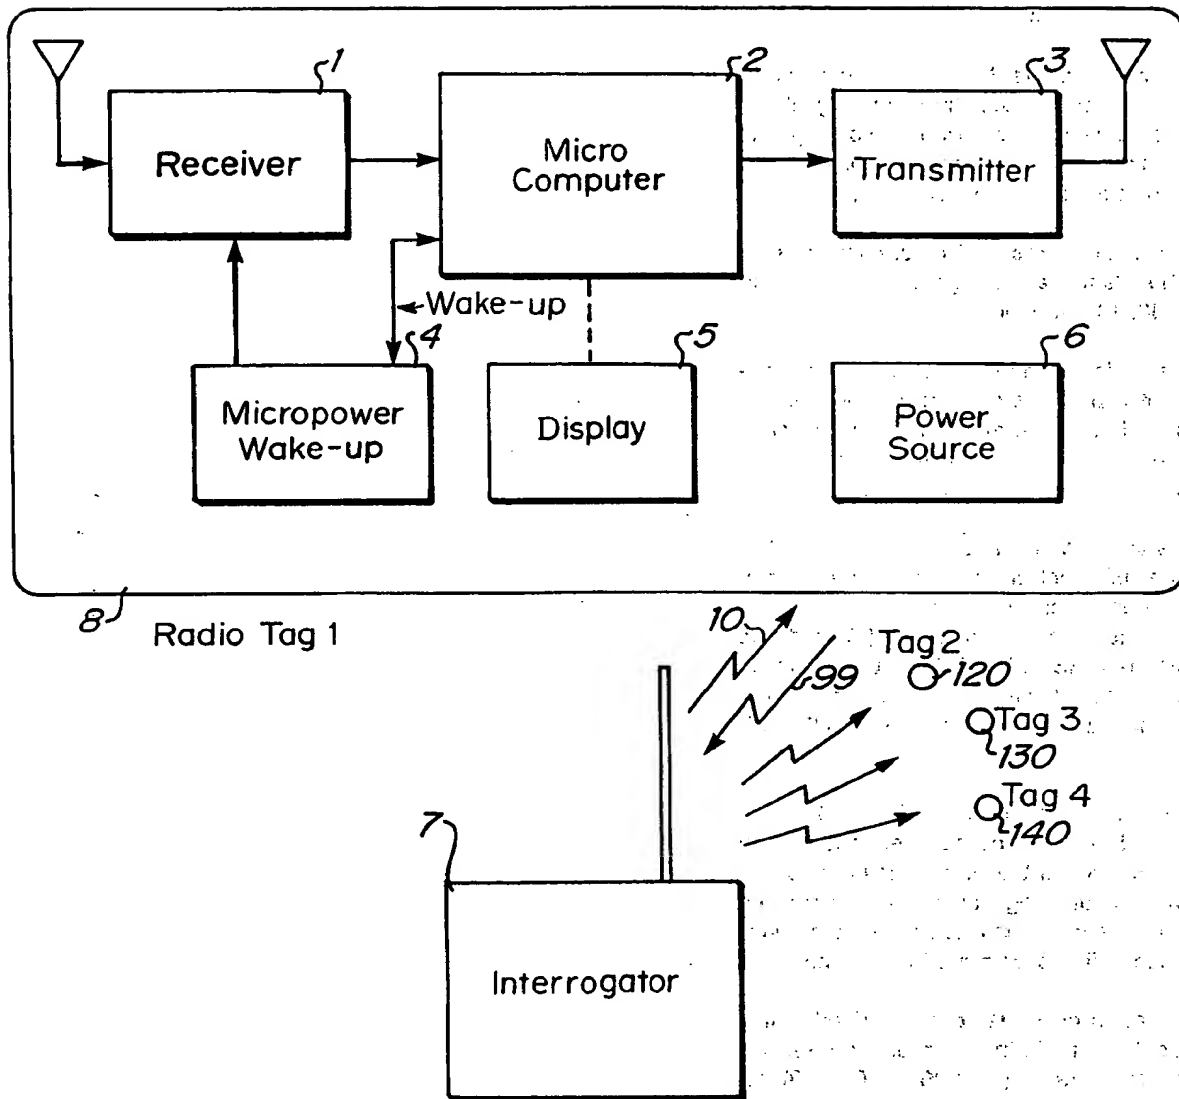 1
2
3
Receiver
Micro
Computer
Transmitter
Wake-up
4
5
6
Micropower
Wake-up
Display
Power
Source
8
Radio Tag 1
10
99
Tag 2
120
Tag 3
130
Tag 4
140
7
Interrogator